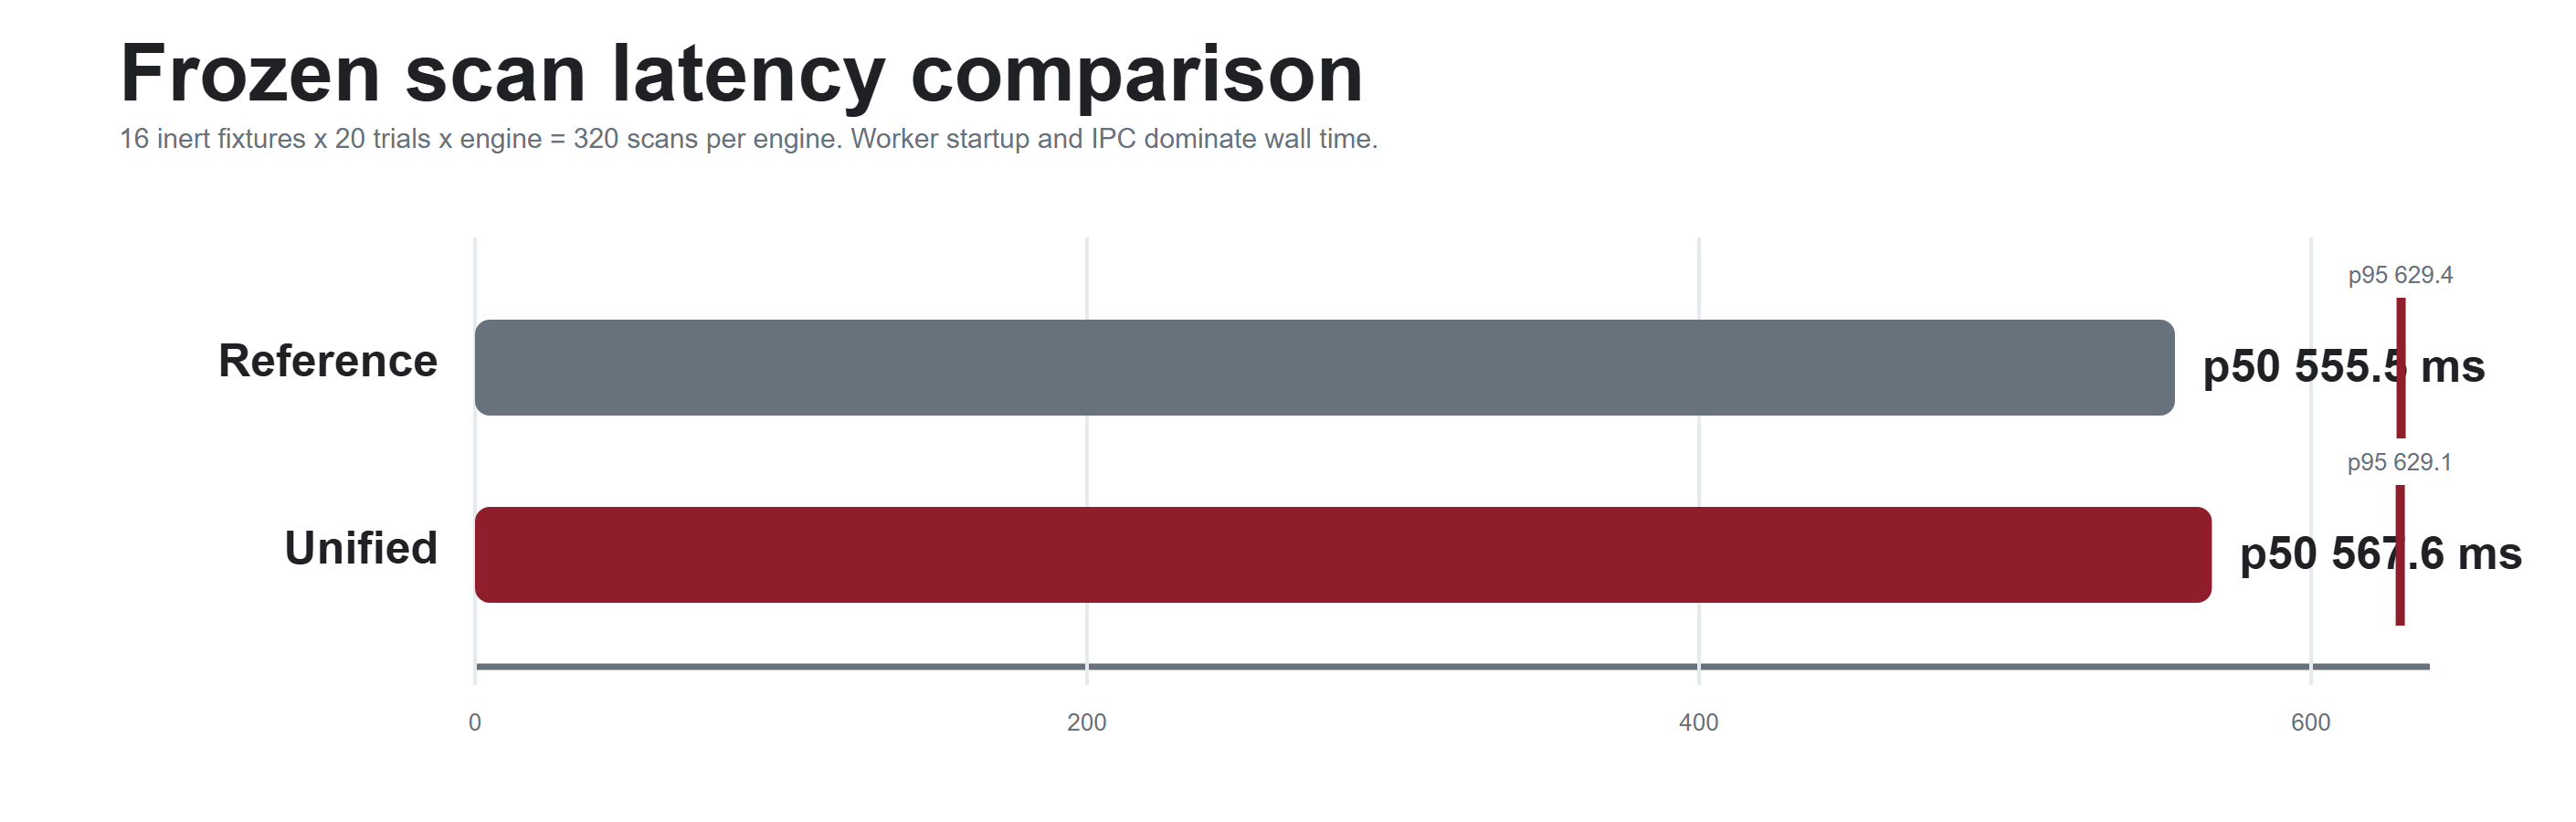 Frozen scan latency comparison
16 inert fixtures x 20 trials x engine = 320 scans per engine. Worker startup and IPC dominate wall time.
p95 629.4
Reference
p50 555.5 ms
p95 629.1
Unified
p50 567.6 ms
0
200
400
600